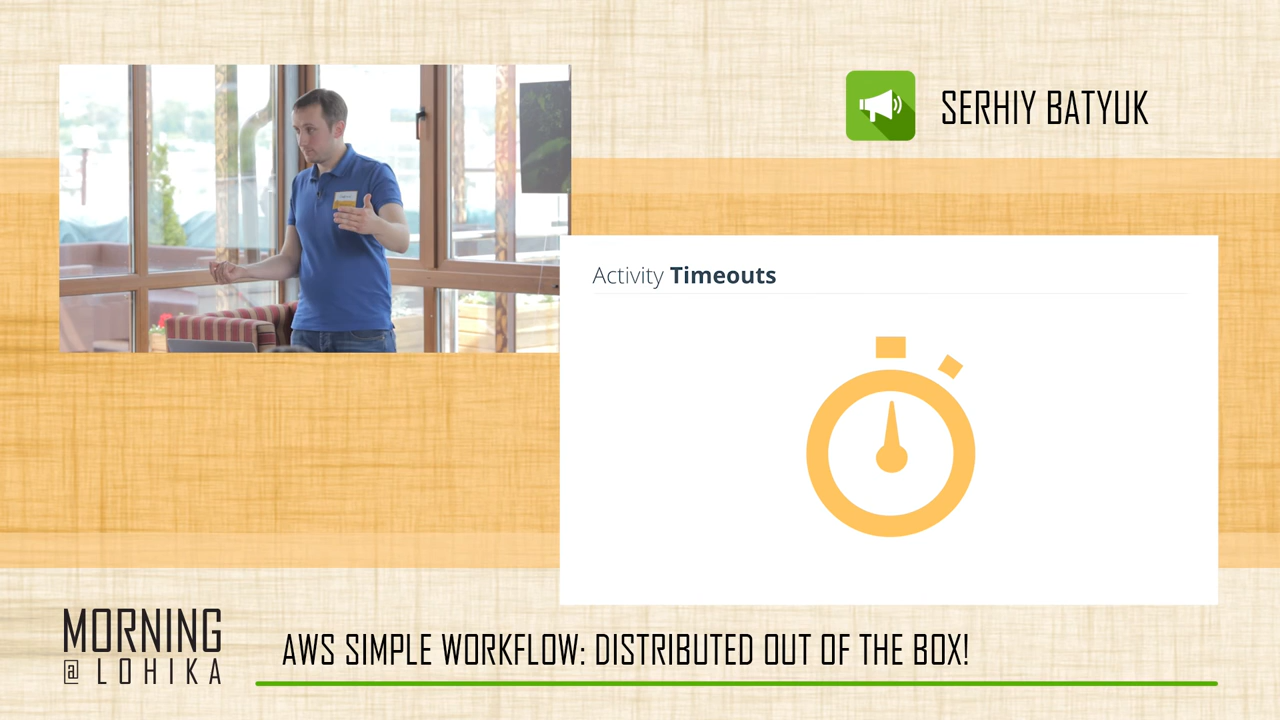 SERHIY BATYUK
Activity Timeouts
MORNING
@ LOHIKA
AWS SIMPLE WORKFLOW: DISTRIBUTED OUT OF THE BOX!